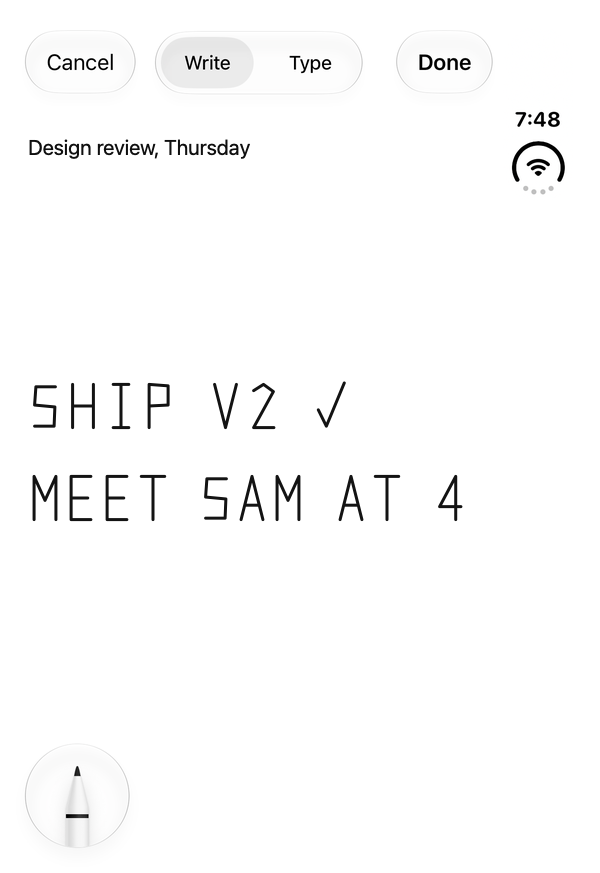 Cancel Write Type Done
7:48
Design review, Thursday
SHIP V2 ✓
MEET SAM AT 4